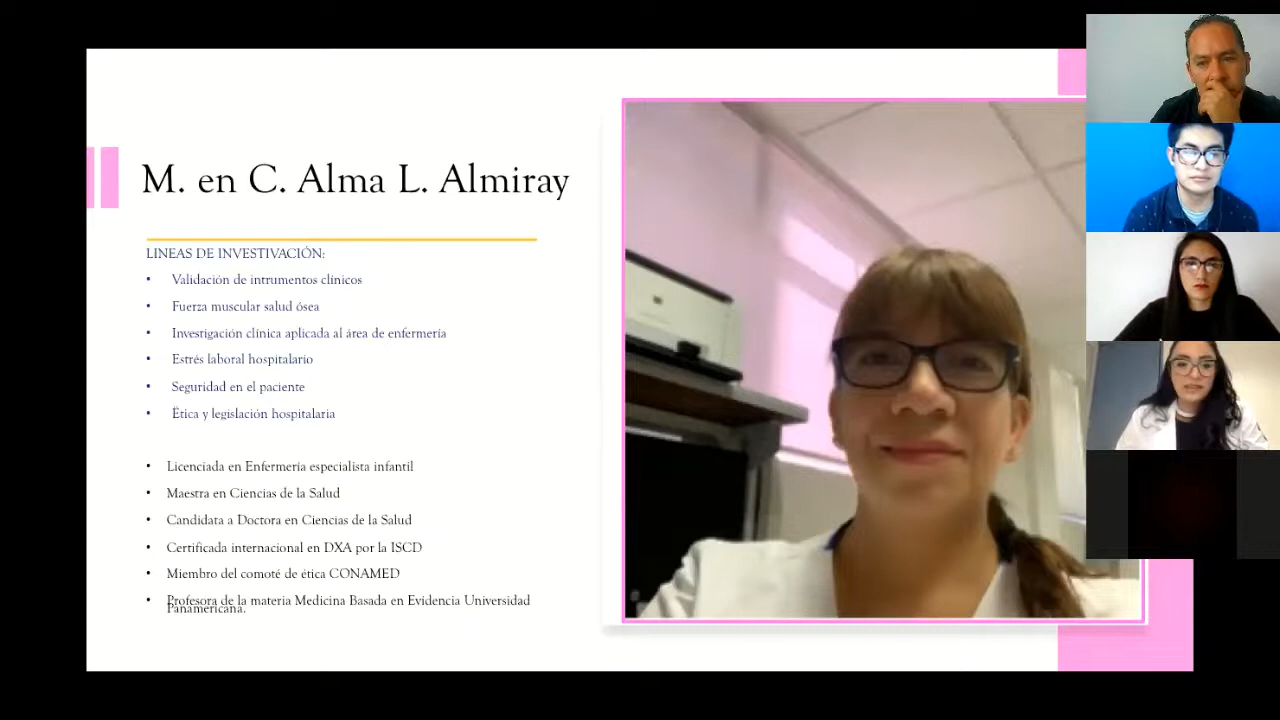 M. en C. Alma L. Almiray
LINEAS DE INVESTIVACIÓN:
• Validación de intrumentos clínicos
• Fuerza muscular salud ósea
• Investigación clínica aplicada al área de enfermería
• Estrés laboral hospitalario
• Seguridad en el paciente
• Ëtica y legislación hospitalaria
• Licenciada en Enfermería especialista infantil
• Maestra en Ciencias de la Salud
• Candidata a Doctora en Ciencias de la Salud
• Certificada internacional en DXA por la ISCD
• Miembro del comoté de ética CONAMED
• Profesora de la materia Medicina Basada en Evidencia Universidad
Panamericana.